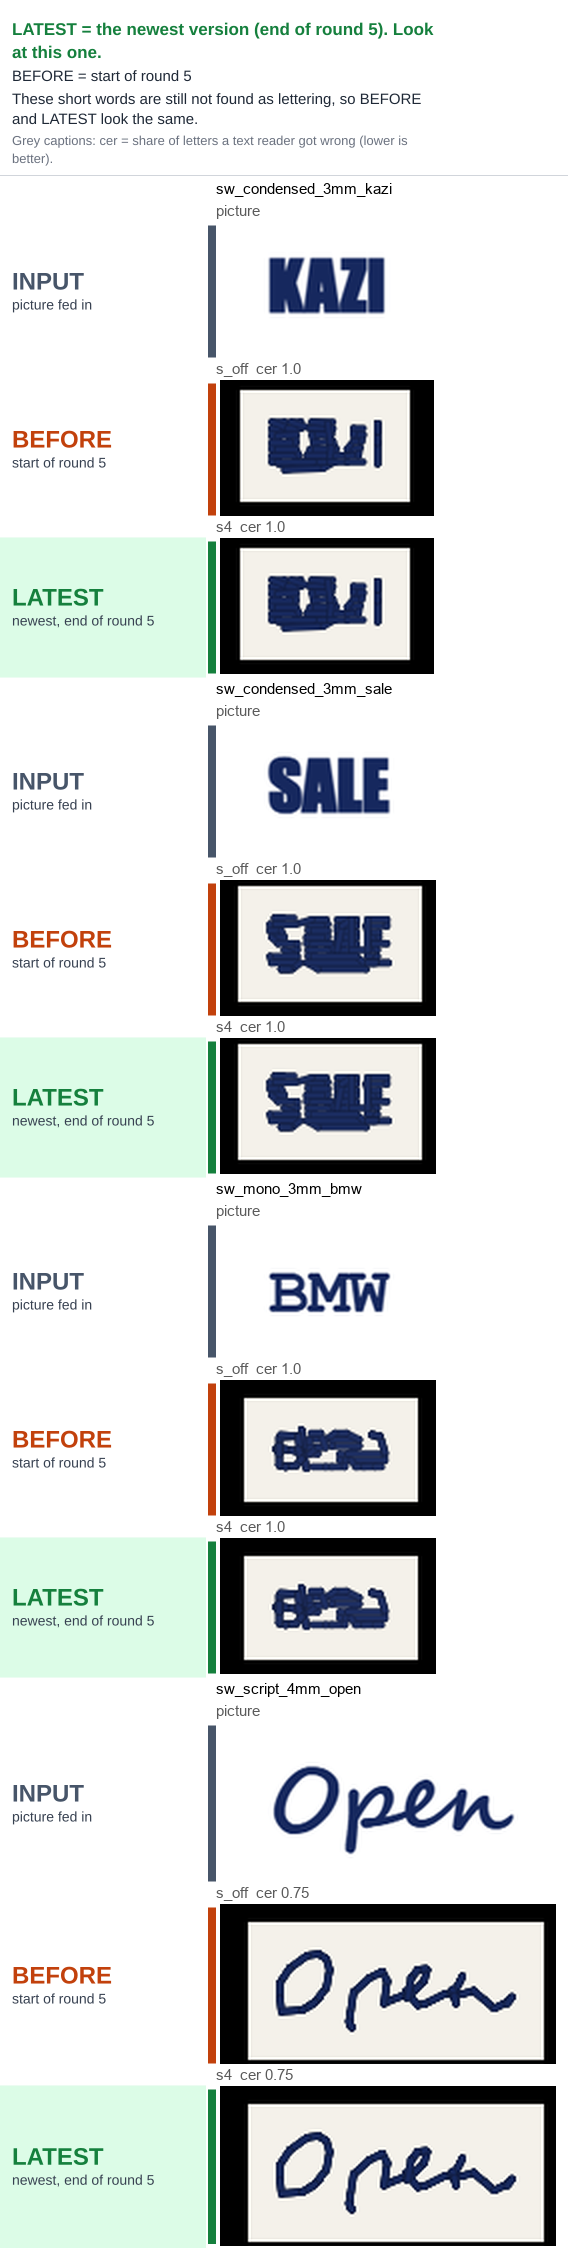 LATEST = the newest version (end of round 5). Look
at this one.
BEFORE = start of round 5
These short words are still not found as lettering, so BEFORE
and LATEST look the same.
Grey captions: cer = share of letters a text reader got wrong (lower is
better).
sw_condensed_3mm_kazi
picture
INPUT
picture fed in
KAZI
s_off cer 1.0
BEFORE
start of round 5
s4 cer 1.0
LATEST
newest, end of round 5
sw_condensed_3mm_sale
picture
INPUT
picture fed in
SALE
s_off cer 1.0
BEFORE
start of round 5
s4 cer 1.0
LATEST
newest, end of round 5
sw_mono_3mm_bmw
picture
INPUT
picture fed in
BMW
s_off cer 1.0
BEFORE
start of round 5
s4 cer 1.0
LATEST
newest, end of round 5
sw_script_4mm_open
picture
INPUT
picture fed in
Open
s_off cer 0.75
BEFORE
start of round 5
Open
s4 cer 0.75
LATEST
newest, end of round 5
Open